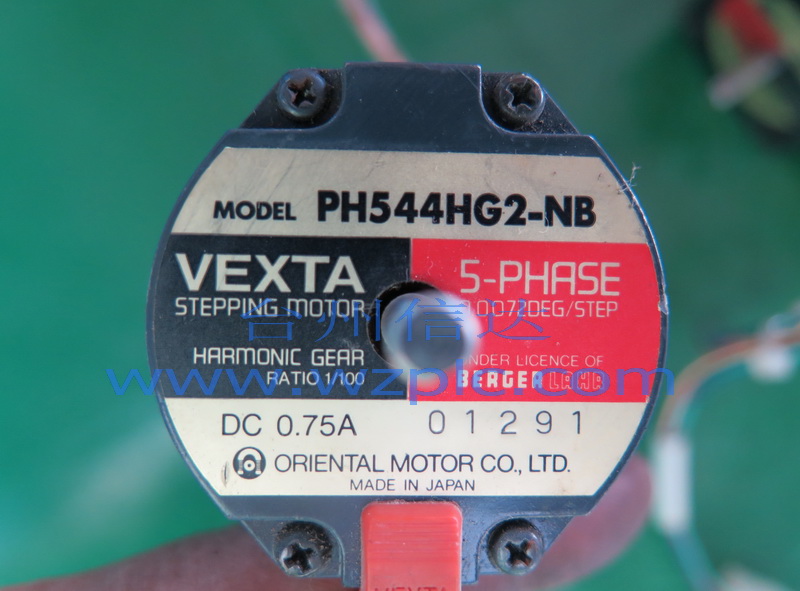 MODEL PH544HG2-NB
VEXTA
STEPPING MOTOR
5-PHASE
0.0072DEG/STEP
台州信达
HARMONIC GEAR
RATIO 1/100
UNDER LICENCE OF
BERGER LAHR
www.wzplc.com
DC 0.75A
01291
ORIENTAL MOTOR CO., LTD.
MADE IN JAPAN
VEXTA